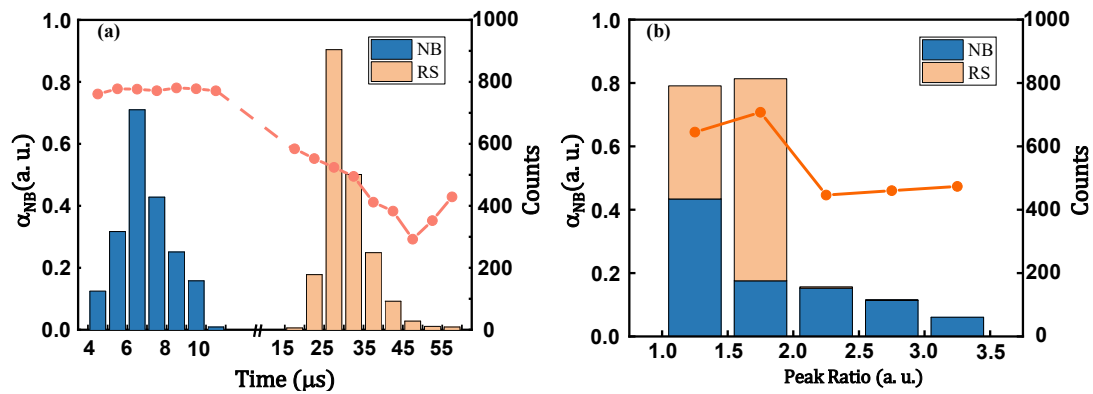 (a)
NB
RS
1.0
0.8
0.6
0.4
0.2
0.0
α_NB (a. u.)
1000
800
600
400
200
0
Counts
4 6 8 10 15 25 35 45 55
Time (μs)
(b)
NB
RS
1.0
0.8
0.6
0.4
0.2
0.0
α_NB (a. u.)
1000
800
600
400
200
0
Counts
1.0 1.5 2.0 2.5 3.0 3.5
Peak Ratio (a. u.)